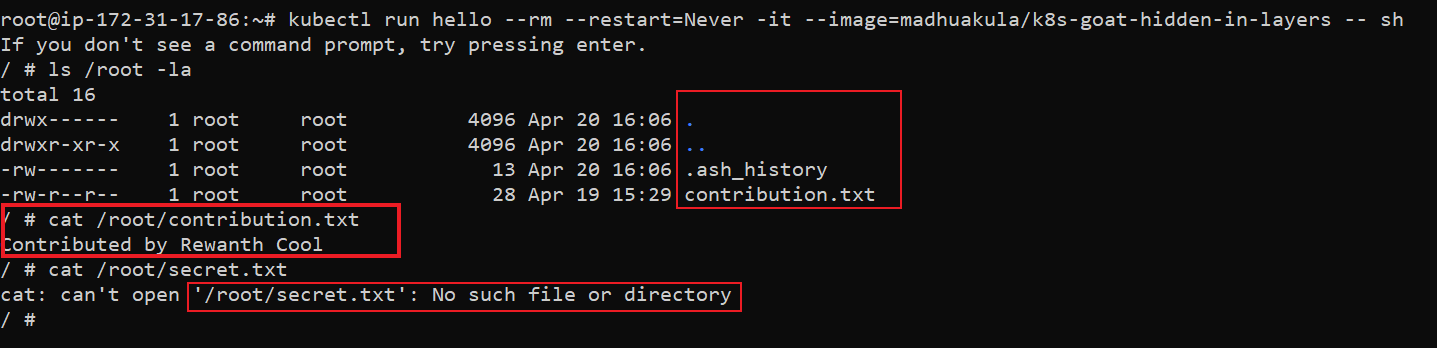 root@ip-172-31-17-86:~# kubectl run hello --rm --restart=Never -it --image=madhuakula/k8s-goat-hidden-in-layers -- sh
If you don't see a command prompt, try pressing enter.
/ # ls /root -la
total 16
drwx------    1 root     root          4096 Apr 20 16:06 .
drwxr-xr-x    1 root     root          4096 Apr 20 16:06 ..
-rw-------    1 root     root            13 Apr 20 16:06 .ash_history
-rw-r--r--    1 root     root            28 Apr 19 15:29 contribution.txt
/ # cat /root/contribution.txt
Contributed by Rewanth Cool
/ # cat /root/secret.txt
cat: can't open '/root/secret.txt': No such file or directory
/ #